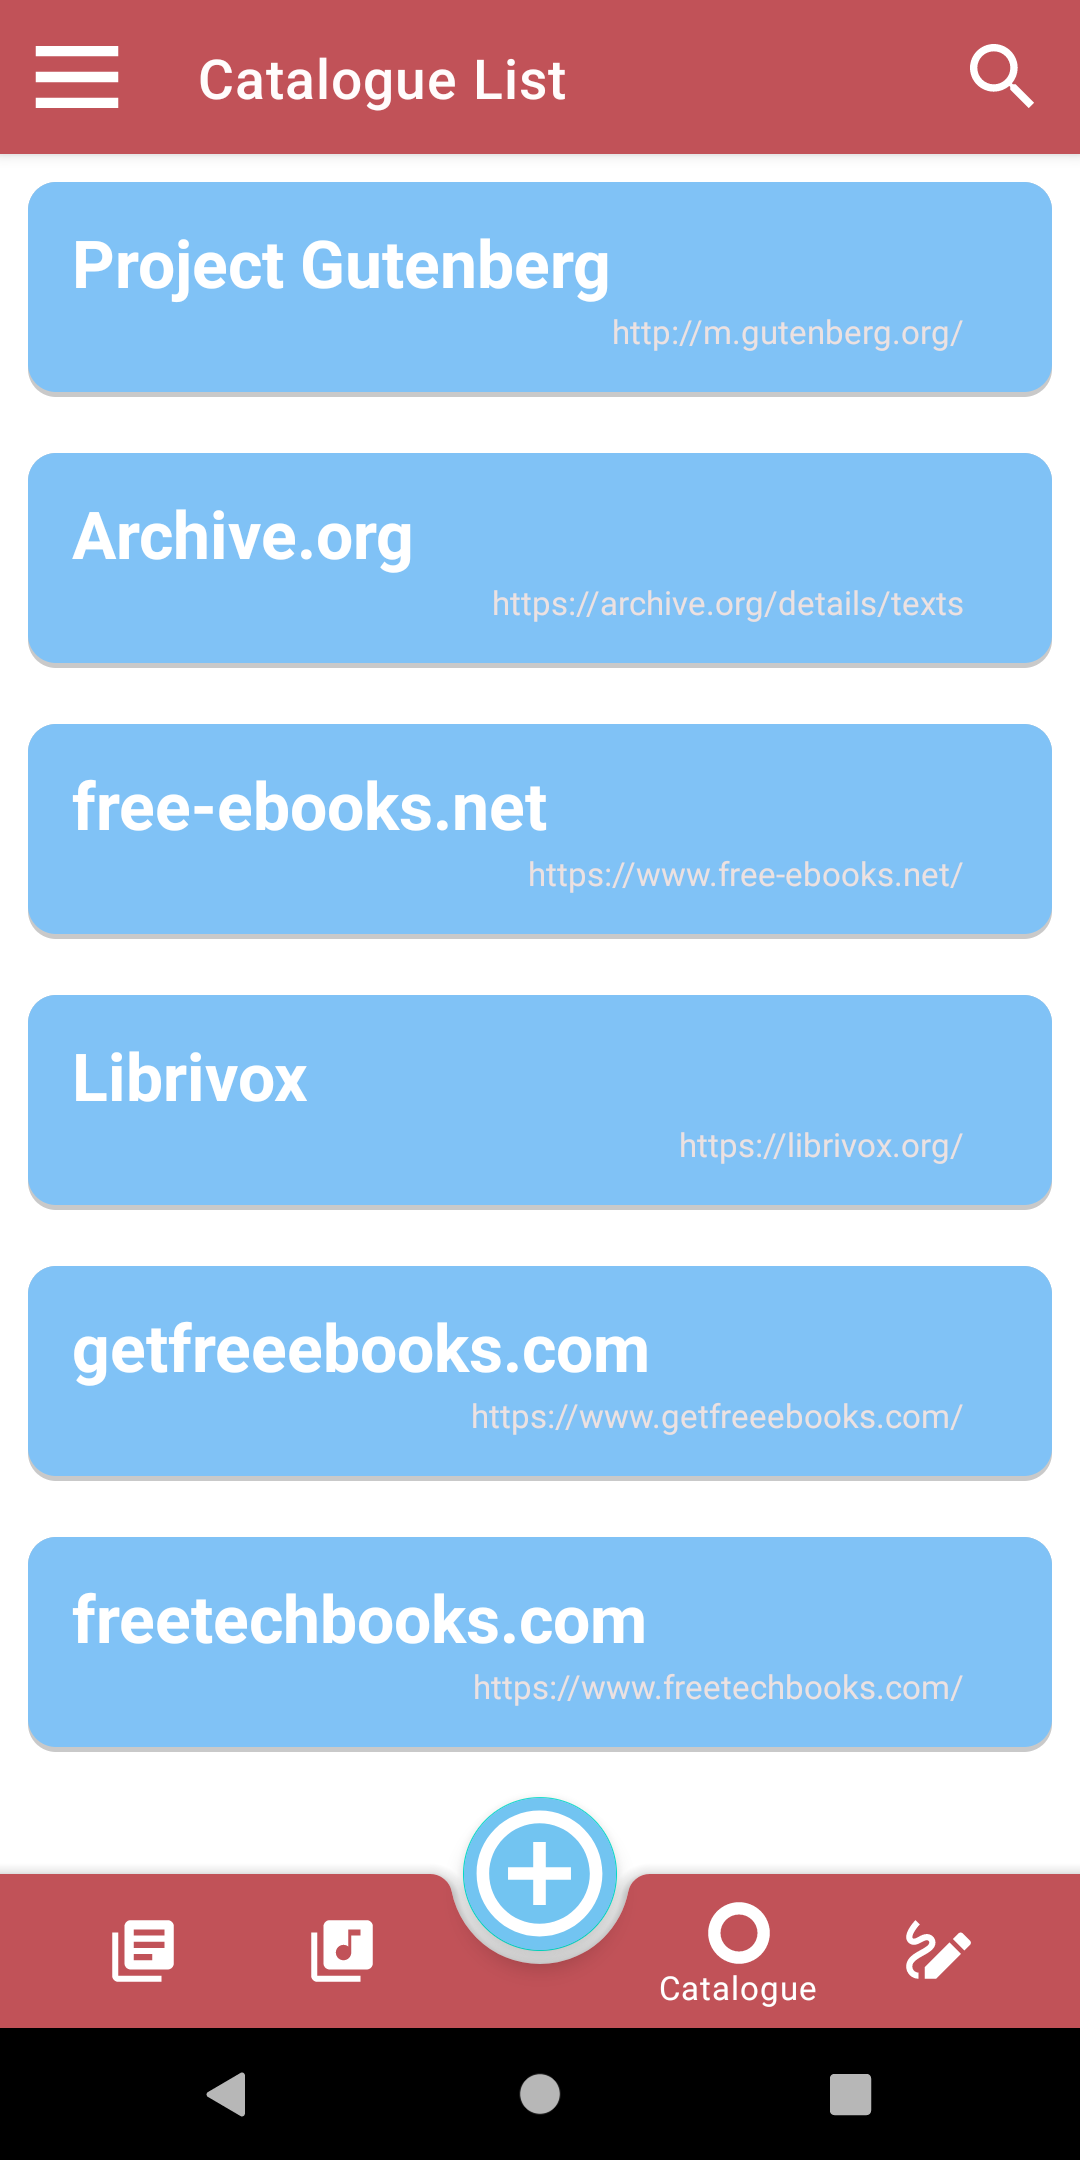 Catalogue List
Project Gutenberg
http://m.gutenberg.org/
Archive.org
https://archive.org/details/texts
free-ebooks.net
https://www.free-ebooks.net/
Librivox
https://librivox.org/
getfreeebooks.com
https://www.getfreeebooks.com/
freetechbooks.com
https://www.freetechbooks.com/
Catalogue